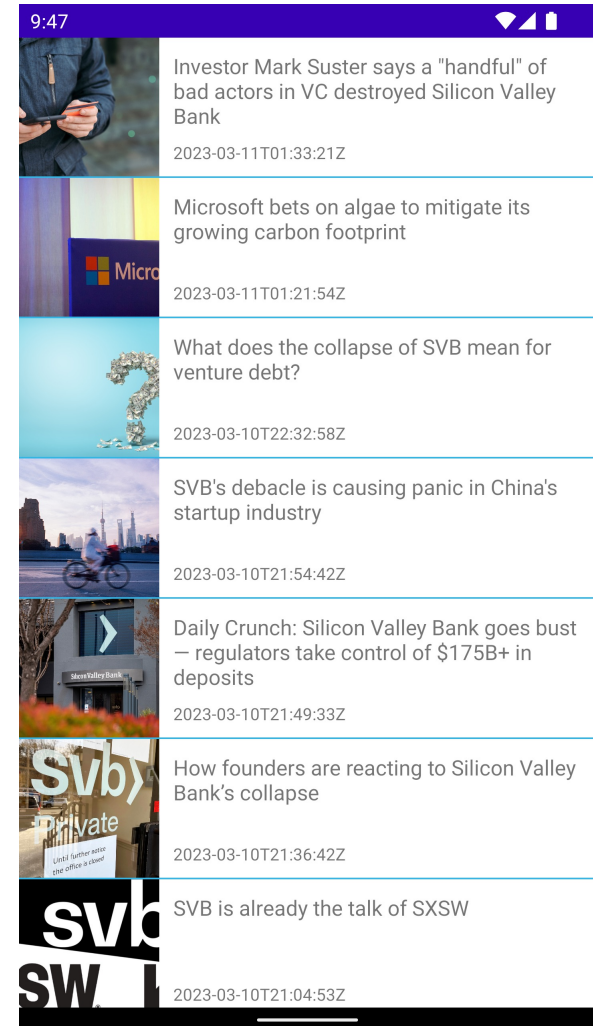 9:47
Investor Mark Suster says a "handful" of
bad actors in VC destroyed Silicon Valley
Bank
2023-03-11T01:33:21Z
Microsoft bets on algae to mitigate its
growing carbon footprint
Micro
2023-03-11T01:21:54Z
What does the collapse of SVB mean for
venture debt?
2023-03-10T22:32:58Z
SVB's debacle is causing panic in China's
startup industry
2023-03-10T21:54:42Z
Daily Crunch: Silicon Valley Bank goes bust
— regulators take control of $175B+ in
deposits
Silicon Valley Bank
2023-03-10T21:49:33Z
How founders are reacting to Silicon Valley
Bank’s collapse
svb
Private
Until further notice
the office is closed
2023-03-10T21:36:42Z
SVB is already the talk of SXSW
svb
SW
2023-03-10T21:04:53Z